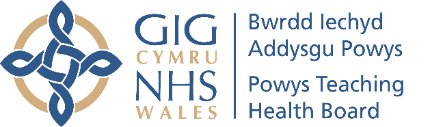 GIG
CYMRU
NHS
WALES
Bwrdd Iechyd
Addysgu Powys
Powys Teaching
Health Board